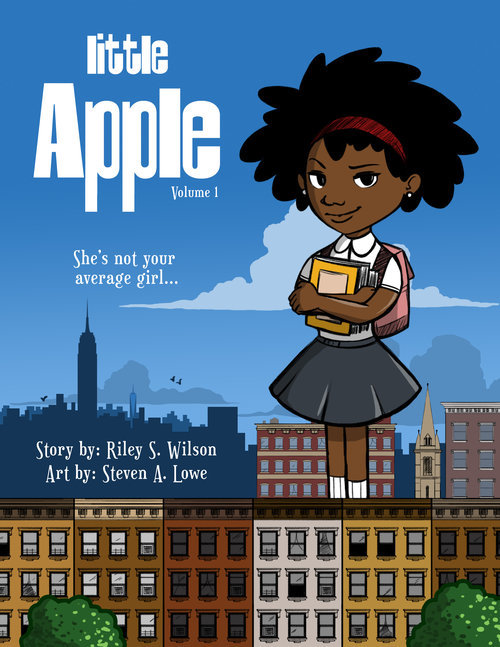 little
Apple
Volume 1
She's not your
average girl...
Story by: Riley S. Wilson
Art by: Steven A. Lowe